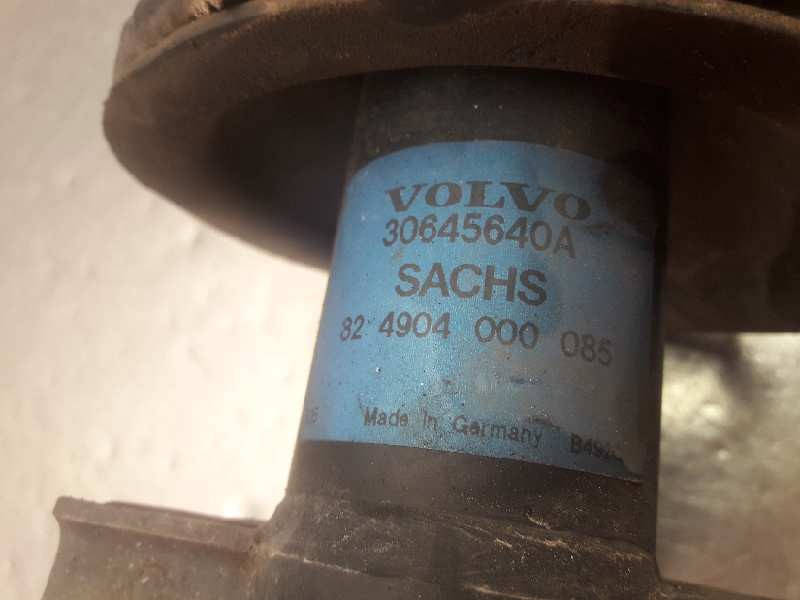 VOLVO
30645640A
SACHS
82 4904 000 085
Made in Germany